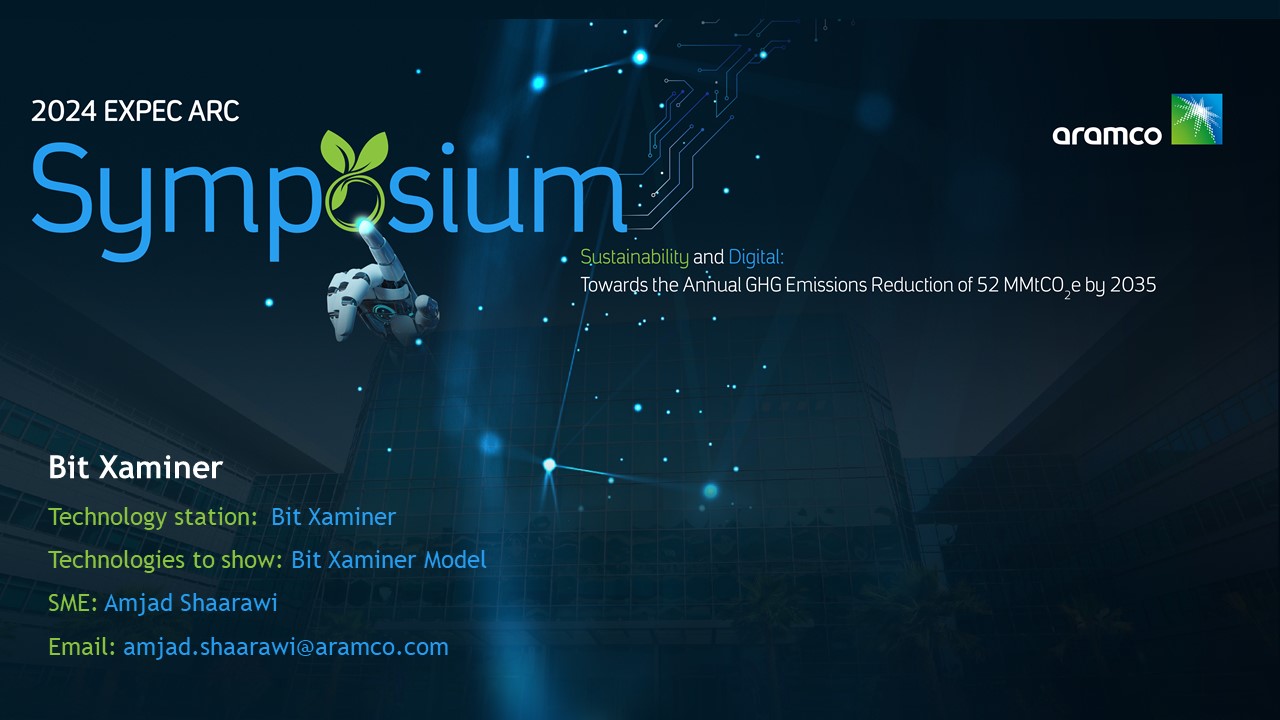 2024 EXPEC ARC
Symposium
aramco
Sustainability and Digital:
Towards the Annual GHG Emissions Reduction of 52 MMtCO₂e by 2035
Bit Xaminer
Technology station: Bit Xaminer
Technologies to show: Bit Xaminer Model
SME: Amjad Shaarawi
Email: amjad.shaarawi@aramco.com